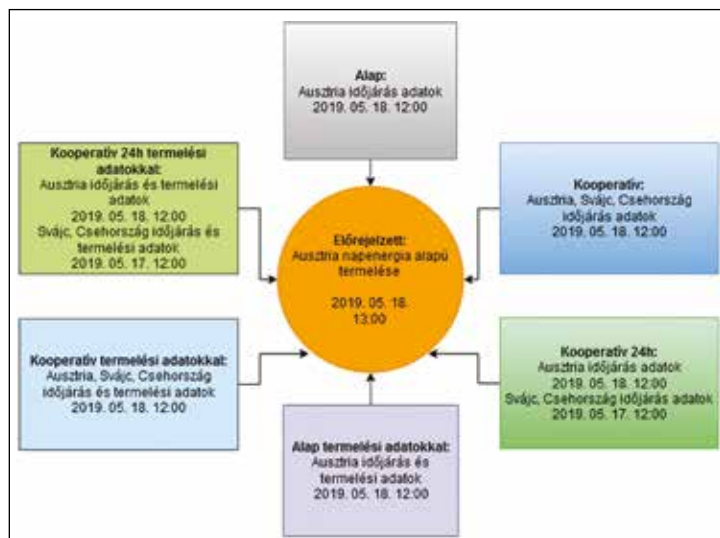 Alap:
Ausztria időjárás adatok
2019. 05. 18. 12:00
Kooperatív 24h termelési
adatokkal:
Ausztria időjárás és termelési
adatok
2019. 05. 18. 12:00
Svájc, Csehország időjárás és
termelési adatok
2019. 05. 17. 12:00
Kooperatív:
Ausztria, Svájc, Csehország
időjárás adatok
2019. 05. 18. 12:00
Előrejelzett:
Ausztria napenergia alapú
termelése
2019. 05. 18.
13:00
Kooperatív termelési adatokkal:
Ausztria, Svájc, Csehország
időjárás és termelési adatok
2019. 05. 18. 12:00
Kooperatív 24h:
Ausztria időjárás adatok
2019. 05. 18. 12:00
Svájc, Csehország időjárás adatok
2019. 05. 17. 12:00
Alap termelési adatokkal:
Ausztria időjárás és
termelési adatok
2019. 05. 18. 12:00